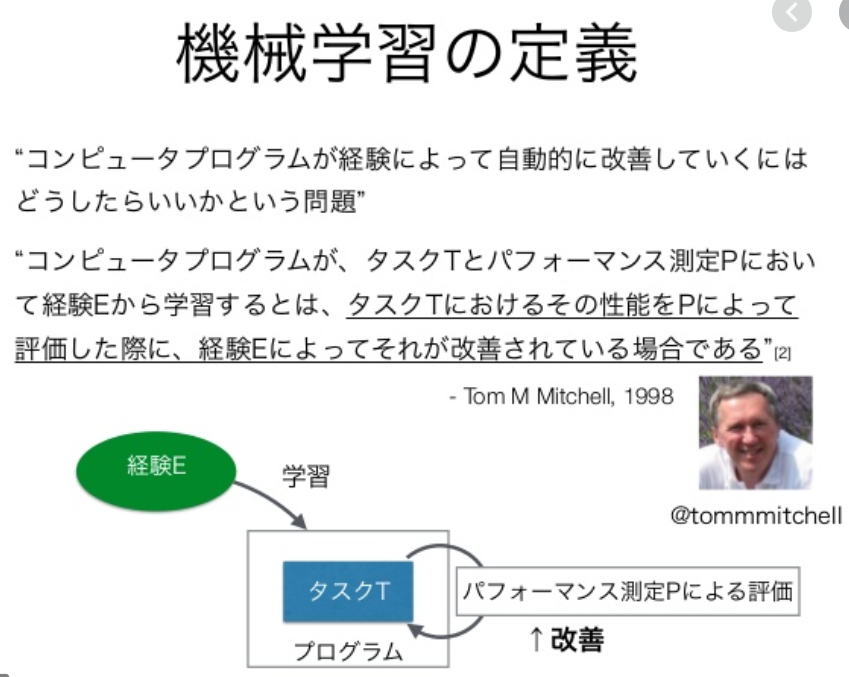 機械学習の定義
“コンピュータプログラムが経験によって自動的に改善していくには
どうしたらいいかという問題”
“コンピュータプログラムが、タスクTとパフォーマンス測定Pにおい
て経験Eから学習するとは、タスクTにおけるその性能をPによって
評価した際に、経験Eによってそれが改善されている場合である”[2]
- Tom M Mitchell, 1998
@tommmitchell
経験E
学習
タスクT
プログラム
パフォーマンス測定Pによる評価
↑改善